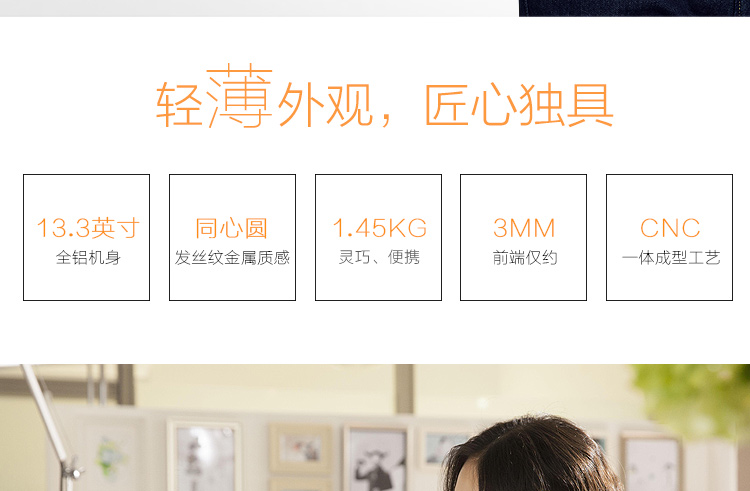 轻薄外观，匠心独具
13.3英寸
全铝机身
同心圆
发丝纹金属质感
1.45KG
灵巧、便携
3MM
前端仅约
CNC
一体成型工艺